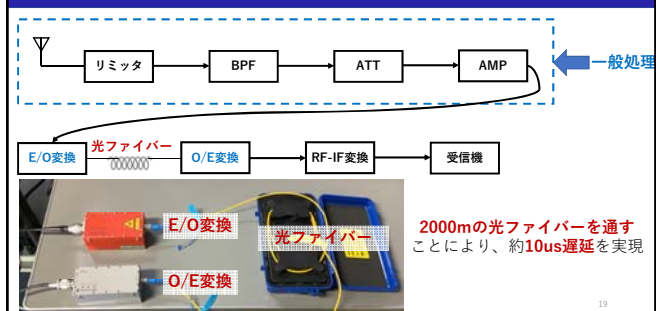 リミッタ
BPF
ATT
AMP
一般処理
E/O変換
光ファイバー
O/E変換
RF-IF変換
受信機
E/O変換
光ファイバー
O/E変換
2000mの光ファイバーを通す
ことにより、約10us遅延を実現
19